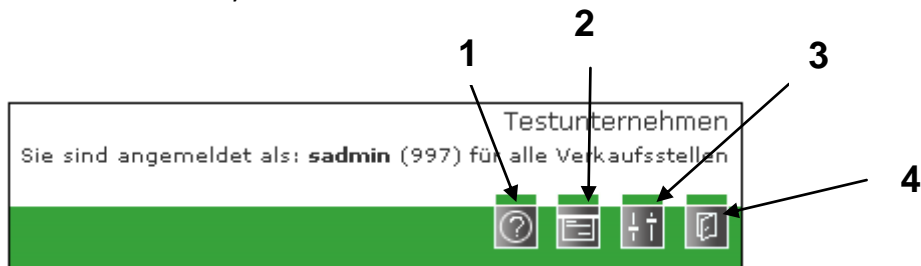 2
1
3
Testunternehmen
Sie sind angemeldet als: sadmin (997) für alle Verkaufsstellen
4
?